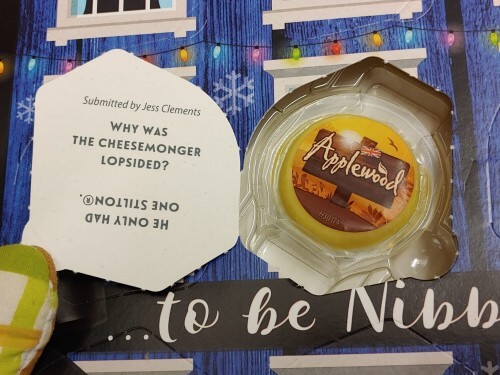 Submitted by Jess Clements
WHY WAS
THE CHEESEMONGER
LOPSIDED?
HE ONLY HAD
ONE STILTON®.
Applewood
...to be Nibb